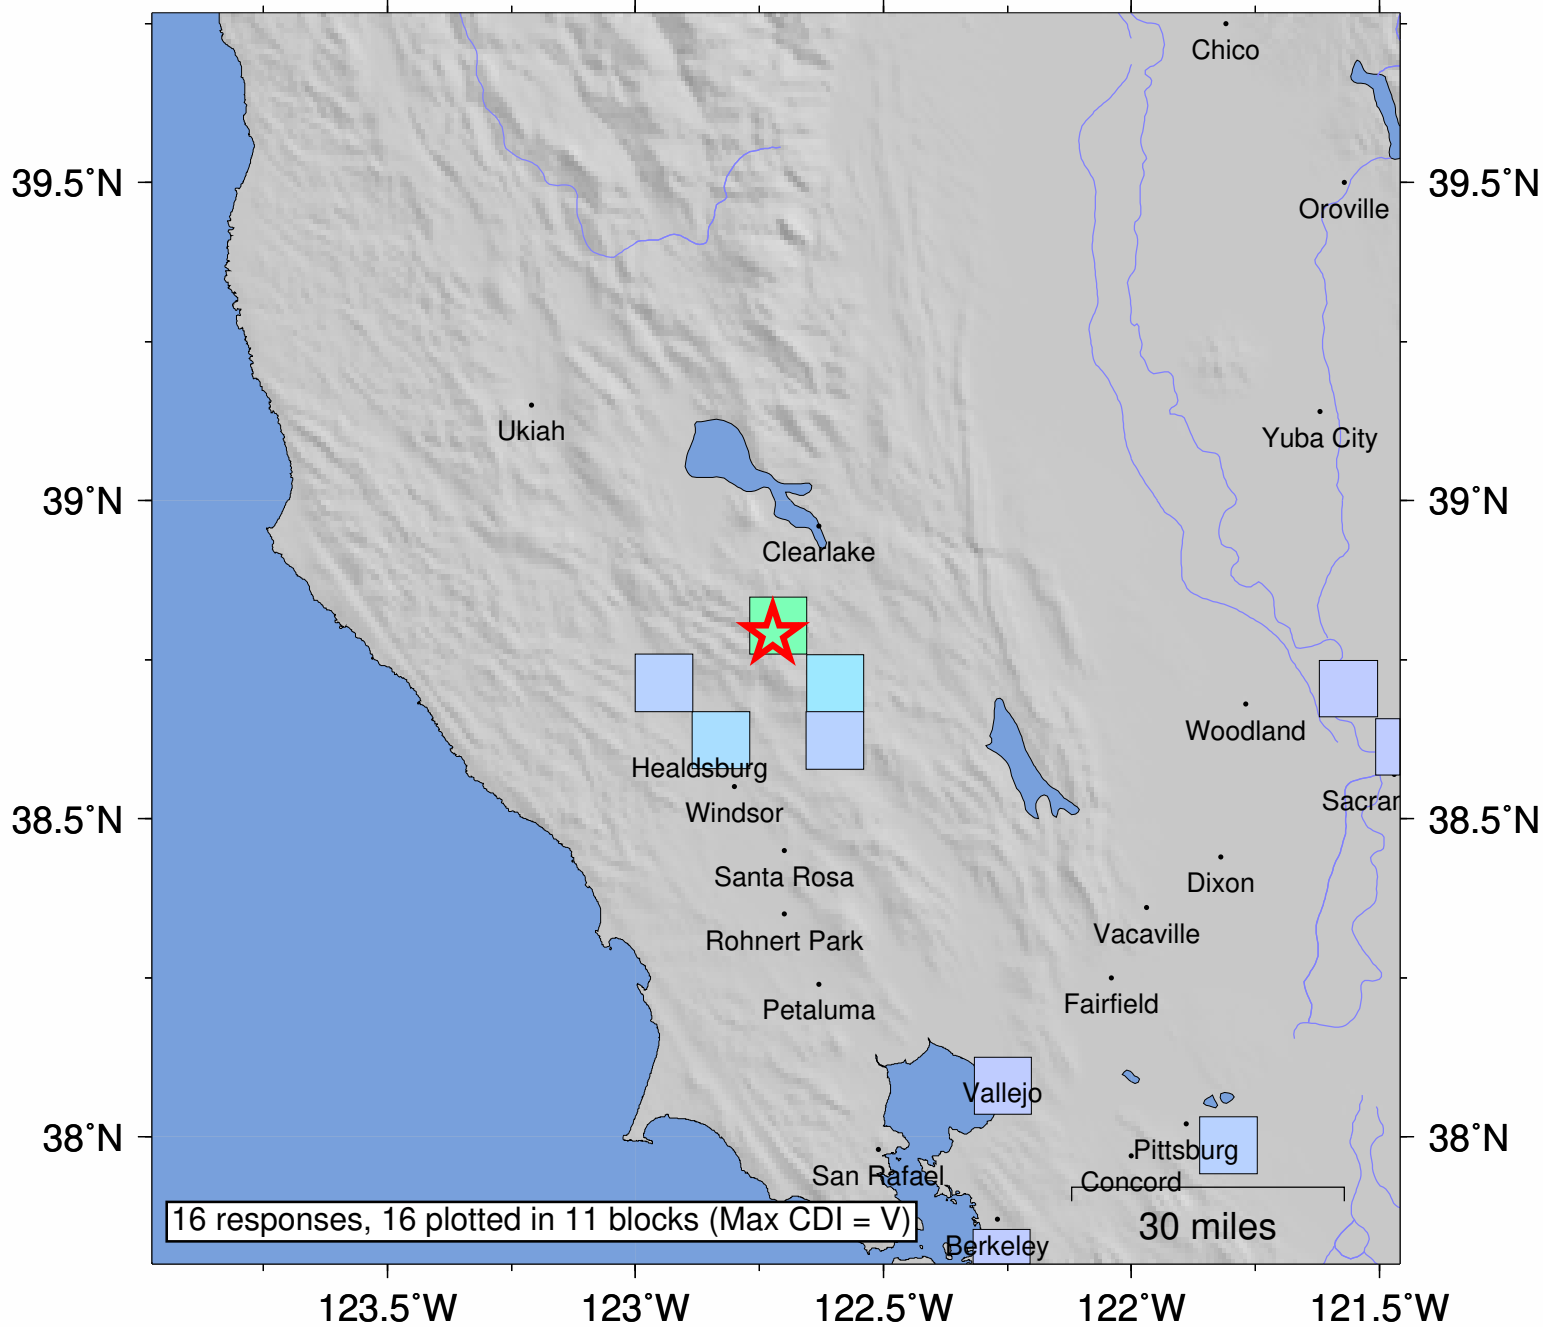 Chico
39.5°N
39.5°N
Oroville
Ukiah
Yuba City
39°N
39°N
Clearlake
Woodland
Healdsburg
Windsor
Sacrar
38.5°N
38.5°N
Santa Rosa
Dixon
Rohnert Park
Vacaville
Petaluma
Fairfield
Vallejo
38°N
38°N
Pittsburg
San Rafael
Concord
16 responses, 16 plotted in 11 blocks (Max CDI = V)
30 miles
Berkeley
123.5°W
123°W
122.5°W
122°W
121.5°W